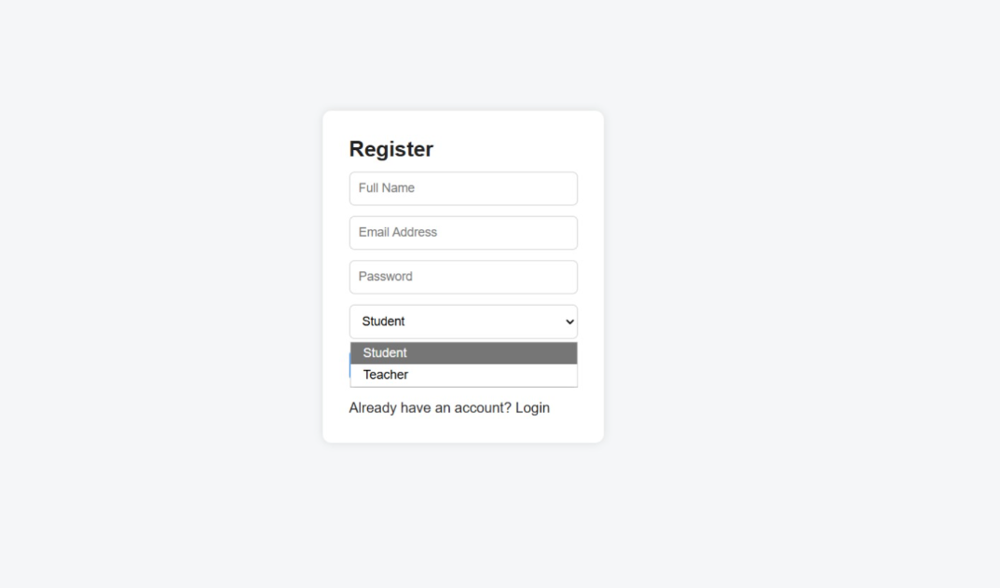 Register
Full Name
Email Address
Password
Student
Student
Teacher
Already have an account? Login